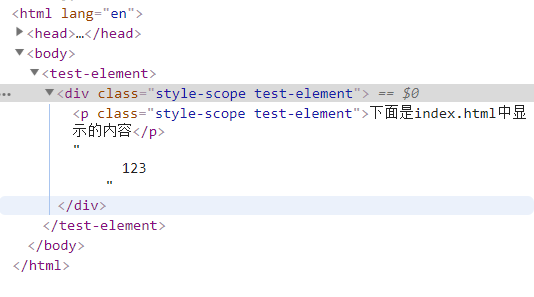 <html lang="en">
<head>…</head>
<body>
<test-element>
… <div class="style-scope test-element"> == $0
<p class="style-scope test-element">下面是index.html中显
示的内容</p>
"
123
"
</div>
</test-element>
</body>
</html>